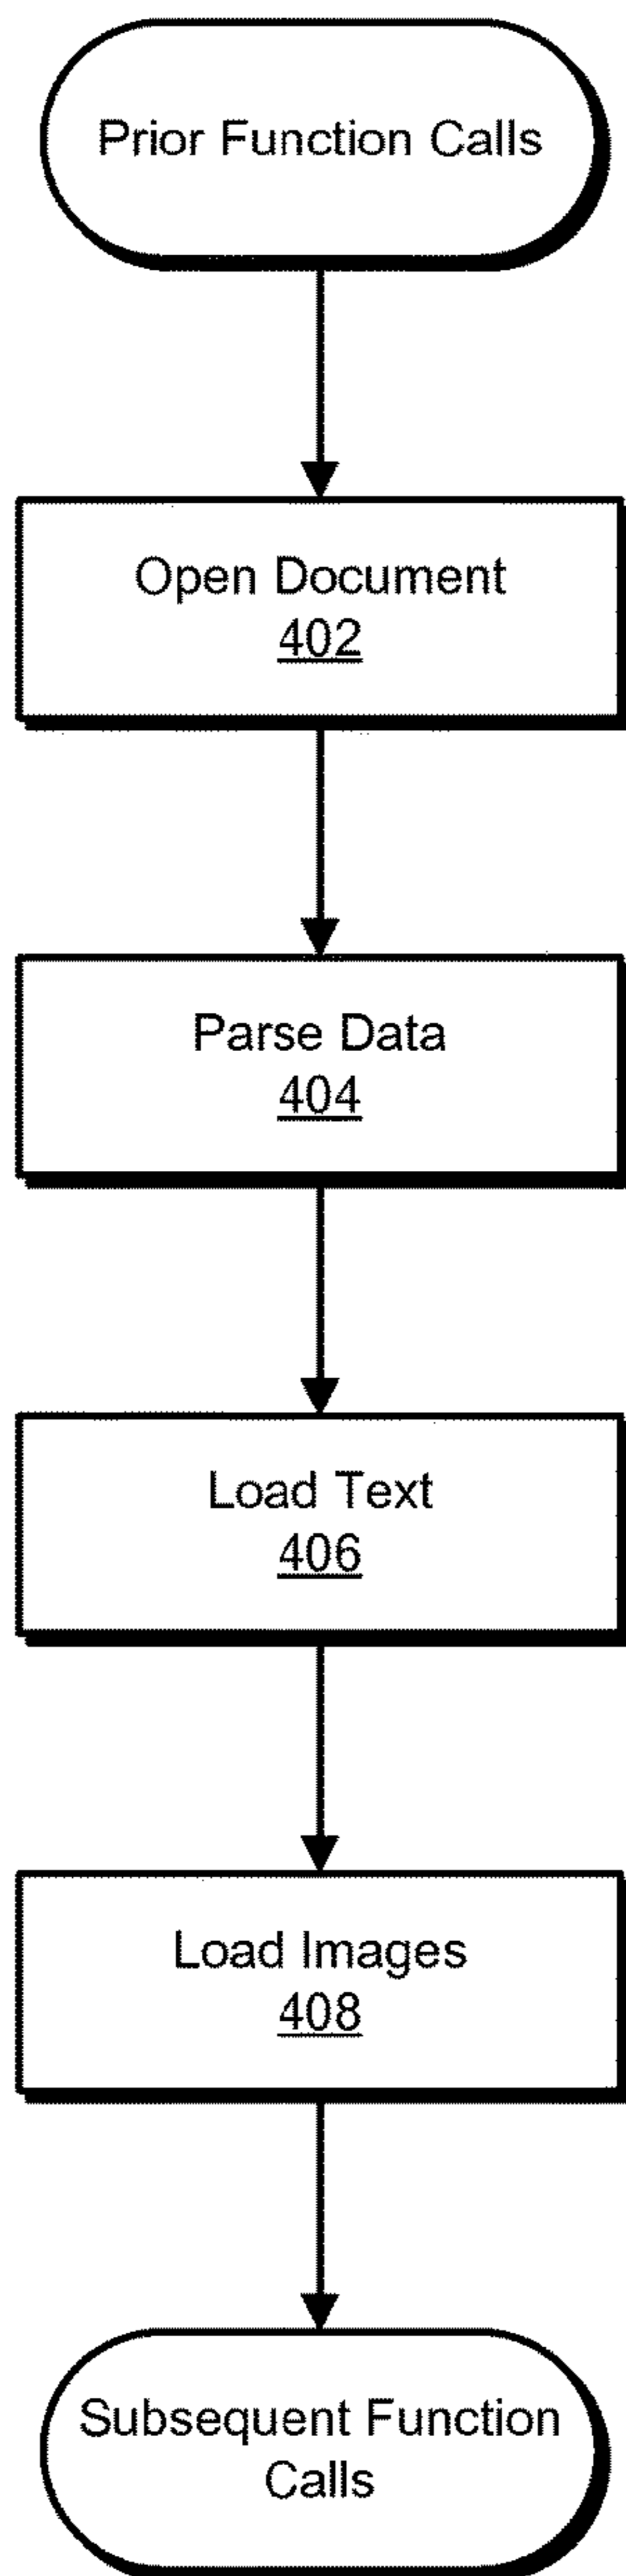 Prior Function Calls
Open Document
402
Parse Data
404
Load Text
406
Load Images
408
Subsequent Function
Calls